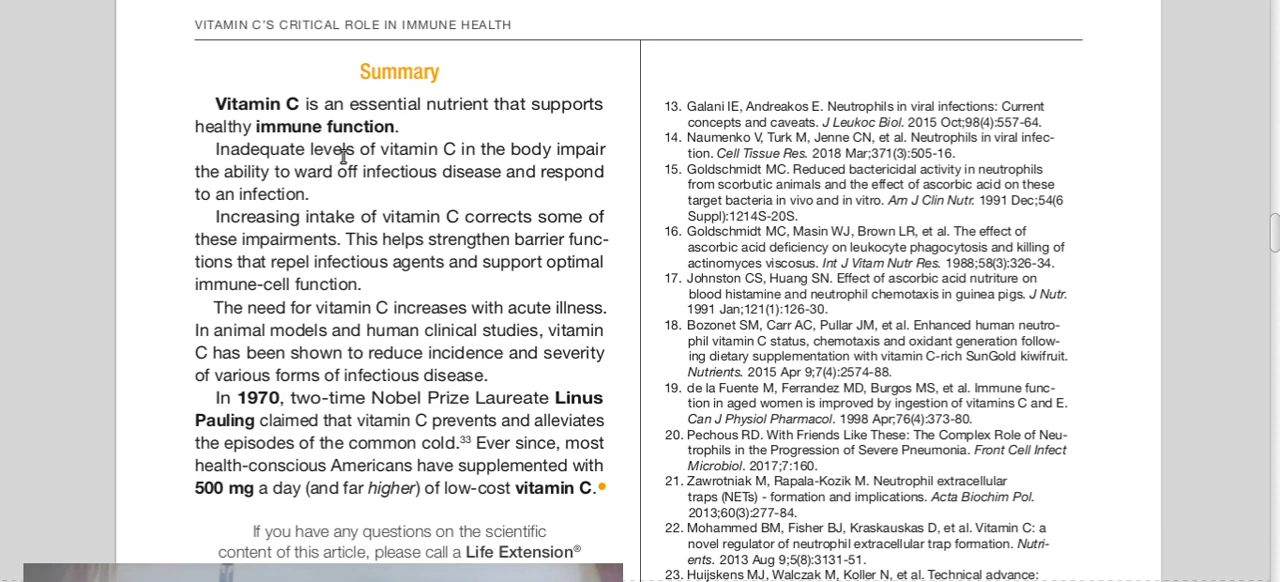 VITAMIN C'S CRITICAL ROLE IN IMMUNE HEALTH
Summary
Vitamin C is an essential nutrient that supports
healthy immune function.
Inadequate levels of vitamin C in the body impair
the ability to ward off infectious disease and respond
to an infection.
Increasing intake of vitamin C corrects some of
these impairments. This helps strengthen barrier func-
tions that repel infectious agents and support optimal
immune-cell function.
The need for vitamin C increases with acute illness.
In animal models and human clinical studies, vitamin
C has been shown to reduce incidence and severity
of various forms of infectious disease.
In 1970, two-time Nobel Prize Laureate Linus
Pauling claimed that vitamin C prevents and alleviates
the episodes of the common cold.33 Ever since, most
health-conscious Americans have supplemented with
500 mg a day (and far higher) of low-cost vitamin C.
If you have any questions on the scientific
content of this article, please call a Life Extension®
13. Galani IE, Andreakos E. Neutrophils in viral infections: Current
concepts and caveats. J Leukoc Biol. 2015 Oct;98(4):557-64.
14. Naumenko V, Turk M, Jenne CN, et al. Neutrophils in viral infec-
tion. Cell Tissue Res. 2018 Mar;371(3):505-16.
15. Goldschmidt MC. Reduced bactericidal activity in neutrophils
from scorbutic animals and the effect of ascorbic acid on these
target bacteria in vivo and in vitro. Am J Clin Nutr. 1991 Dec;54(6
Suppl):1214S-20S.
16. Goldschmidt MC, Masin WJ, Brown LR, et al. The effect of
ascorbic acid deficiency on leukocyte phagocytosis and killing of
actinomyces viscosus. Int J Vitam Nutr Res. 1988;58(3):326-34.
17. Johnston CS, Huang SN. Effect of ascorbic acid nutriture on
blood histamine and neutrophil chemotaxis in guinea pigs. J Nutr.
1991 Jan;121(1):126-30.
18. Bozonet SM, Carr AC, Pullar JM, et al. Enhanced human neutro-
phil vitamin C status, chemotaxis and oxidant generation follow-
ing dietary supplementation with vitamin C-rich SunGold kiwifruit.
Nutrients. 2015 Apr 9;7(4):2574-88.
19. de la Fuente M, Ferrandez MD, Burgos MS, et al. Immune func-
tion in aged women is improved by ingestion of vitamins C and E.
Can J Physiol Pharmacol. 1998 Apr;76(4):373-80.
20. Pechous RD. With Friends Like These: The Complex Role of Neu-
trophils in the Progression of Severe Pneumonia. Front Cell Infect
Microbiol. 2017;7:160.
21. Zawrotniak M, Rapala-Kozik M. Neutrophil extracellular
traps (NETs) - formation and implications. Acta Biochim Pol.
2013;60(3):277-84.
22. Mohammed BM, Fisher BJ, Kraskauskas D, et al. Vitamin C: a
novel regulator of neutrophil extracellular trap formation. Nutri-
ents. 2013 Aug 9;5(8):3131-51.
23. Huijskens MJ, Walczak M, Koller N, et al. Technical advance: